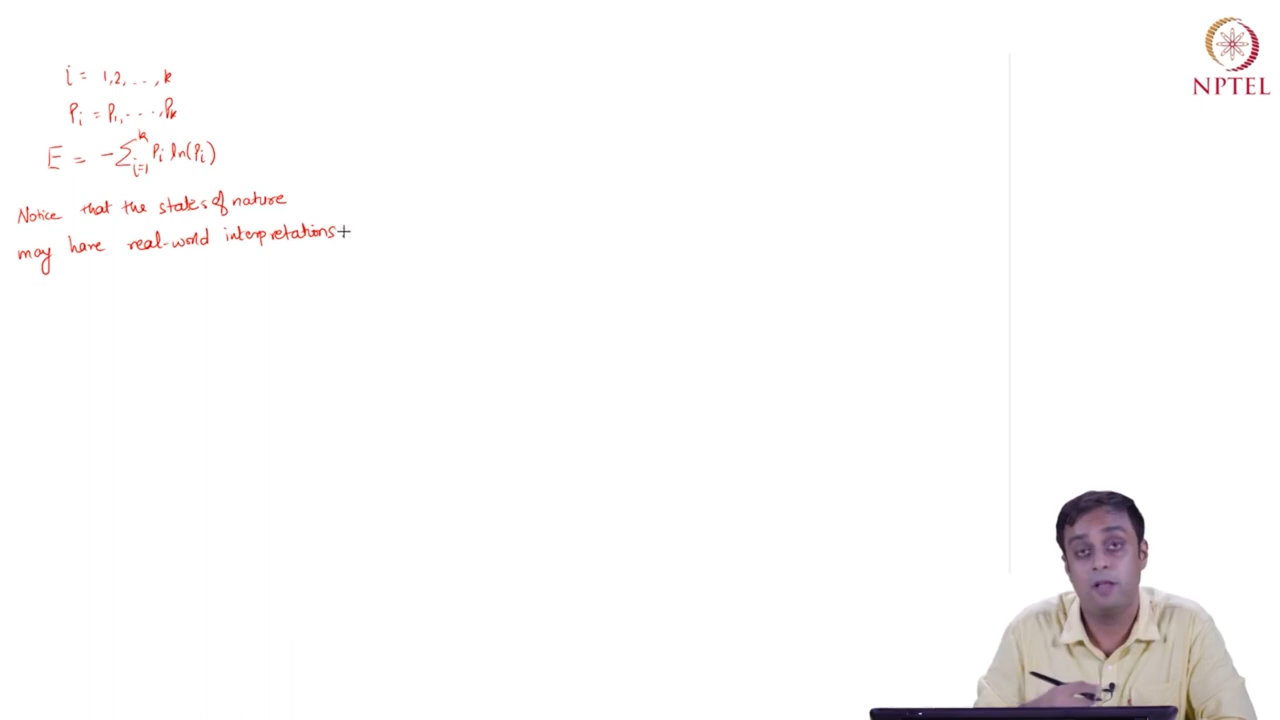 i = 1,2,...,k
Pi = P1,....,Pk
E = -∑i=1^k Pi ln(Pi)
Notice that the states of nature
may have real-world interpretations
NPTEL